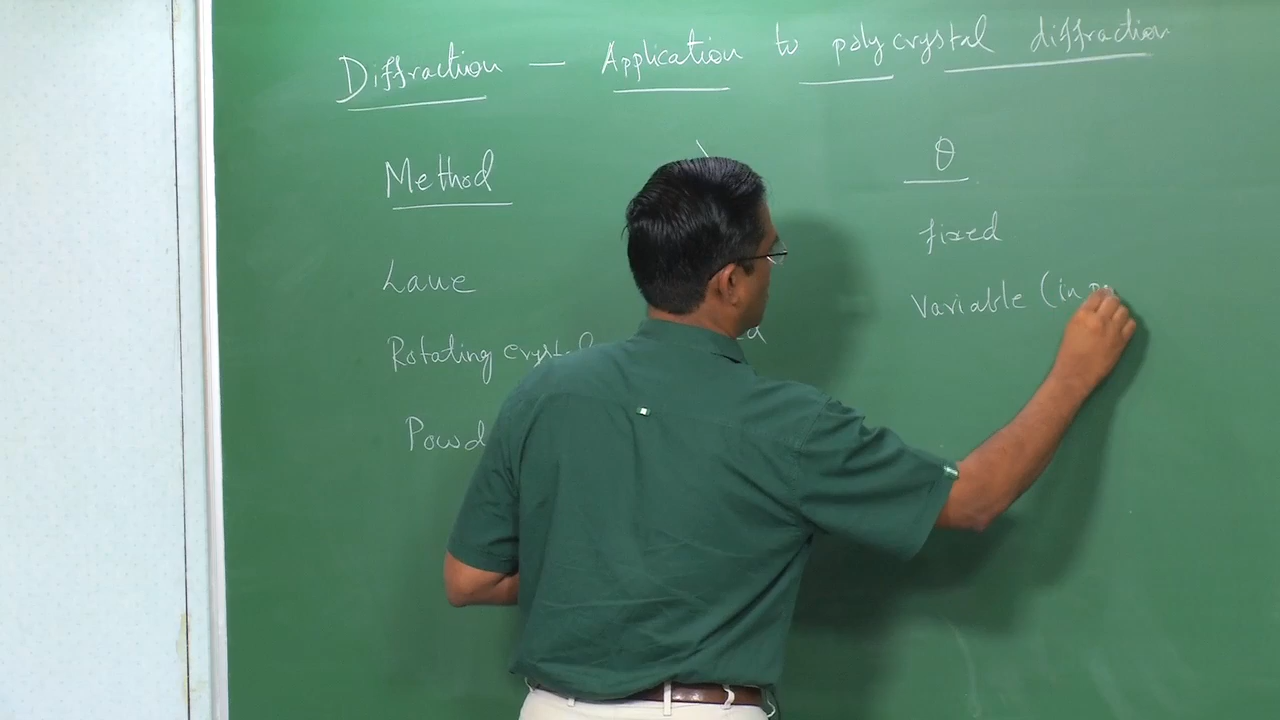 Diffraction — Application to polycrystal diffraction
Method θ
fixed
Laue
Variable (in
Rotating crystal
Powd